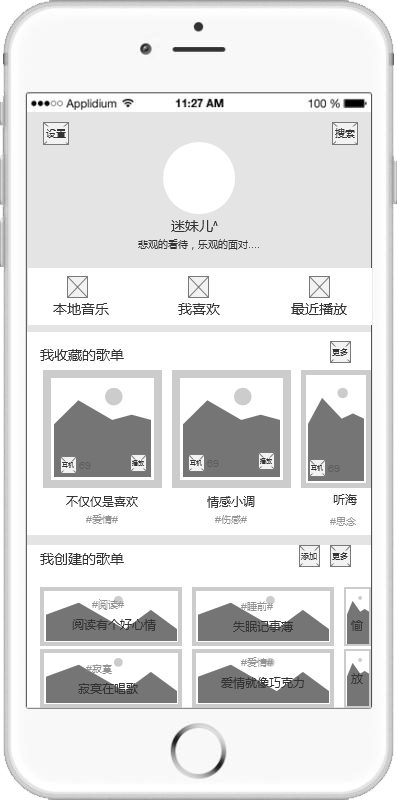 ●●●○○ Applidium 11:27 AM 100 %
设置 搜索
迷妹儿^
悲观的看待，乐观的面对....
本地音乐 我喜欢 最近播放
我收藏的歌单 更多
耳机 69 播放 耳机 69 播放 耳机 69
不仅仅是喜欢 情感小调 听海
#爱情# #伤感# #思念
我创建的歌单 添加 更多
#阅读# #睡前#
阅读有个好心情 失眠记事薄 愉
#寂寞 #爱情#
寂寞在唱歌 爱情就像巧克力 放